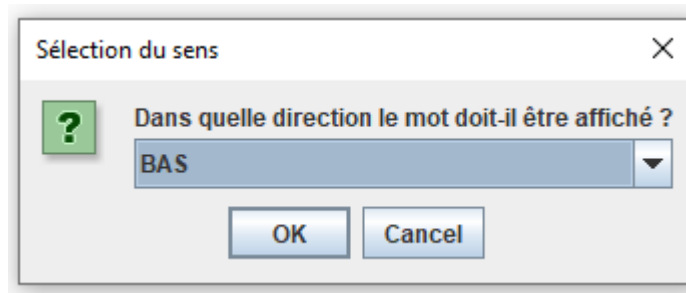 Sélection du sens
?
Dans quelle direction le mot doit-il être affiché ?
BAS
OK
Cancel